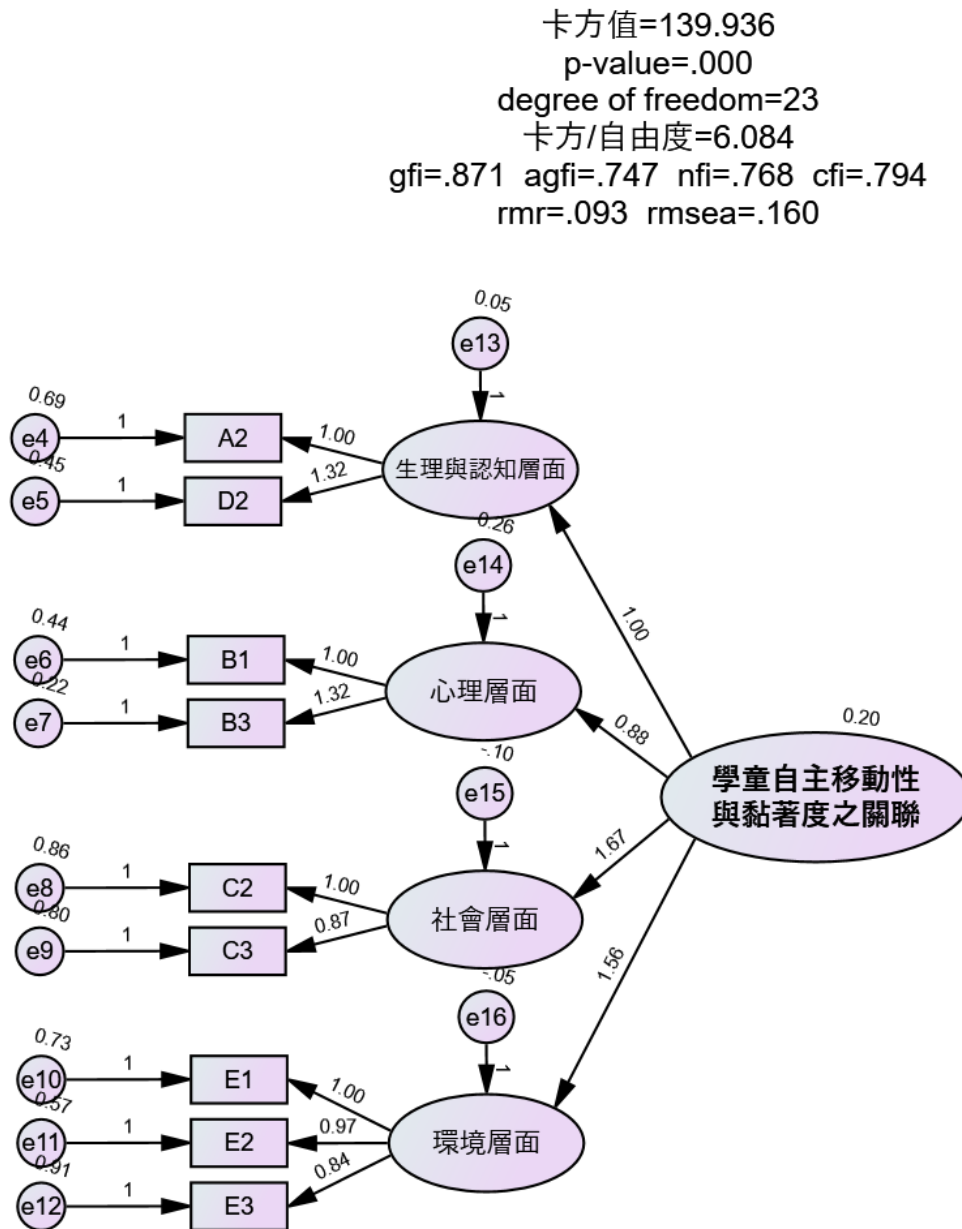 卡方值=139.936
p-value=.000
degree of freedom=23
卡方/自由度=6.084
gfi=.871 agfi=.747 nfi=.768 cfi=.794
rmr=.093 rmsea=.160
0.05
e13
1
0.69
e4
1
A2
1.00
生理與認知層面
0.45
e5
1
D2
1.32
0.26
e14
1
1.00
0.44
e6
1
B1
1.00
心理層面
0.22
e7
1
B3
1.32
0.88
0.20
學童自主移動性
與黏著度之關聯
-.10
e15
1
1.67
0.86
e8
1
C2
1.00
社會層面
0.80
e9
1
C3
0.87
1.56
-.05
e16
1
0.73
e10
1
E1
1.00
0.57
e11
1
E2
0.97
環境層面
0.91
e12
1
E3
0.84